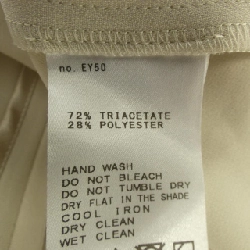 no. EY50
72% TRIACETATE
28% POLYESTER
HAND WASH
DO NOT BLEACH
DO NOT TUMBLE DRY
DRY FLAT IN THE SHADE
COOL IRON
DRY CLEAN
WET CLEAN